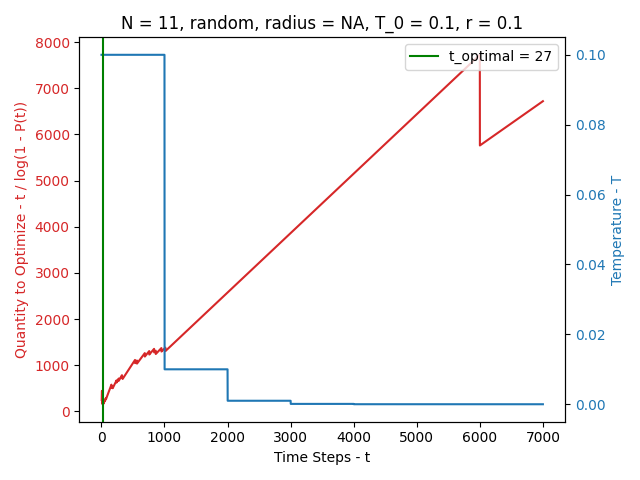 N = 11, random, radius = NA, T_0 = 0.1, r = 0.1
t_optimal = 27
Quantity to Optimize - t / log(1 - P(t))
8000
7000
6000
5000
4000
3000
2000
1000
0
0.10
0.08
0.06
0.04
0.02
0.00
Temperature - T
0 1000 2000 3000 4000 5000 6000 7000
Time Steps - t